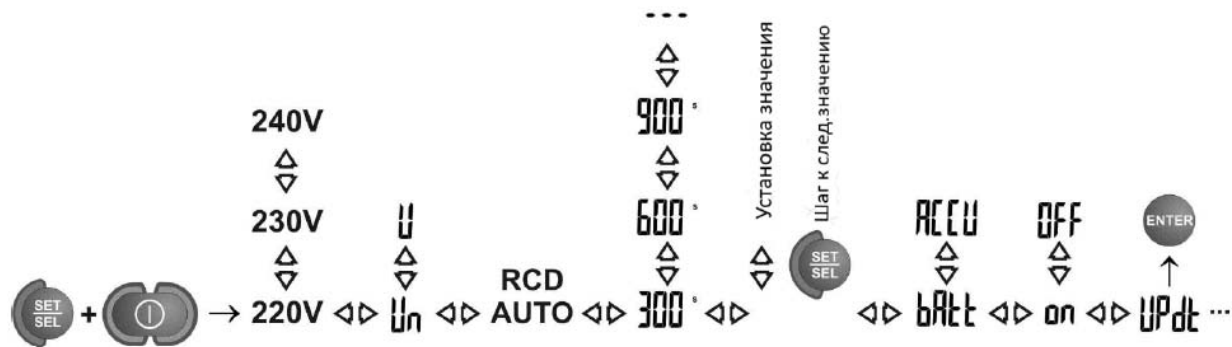 ---
900 s
240V
600 s
230V
U
Установка значения
Шаг к след.значению
ACCU
OFF
ENTER
SET
SEL
SET
SEL
+
220V
Un
RCD
AUTO
300 s
bAtt
on
UPdt ...